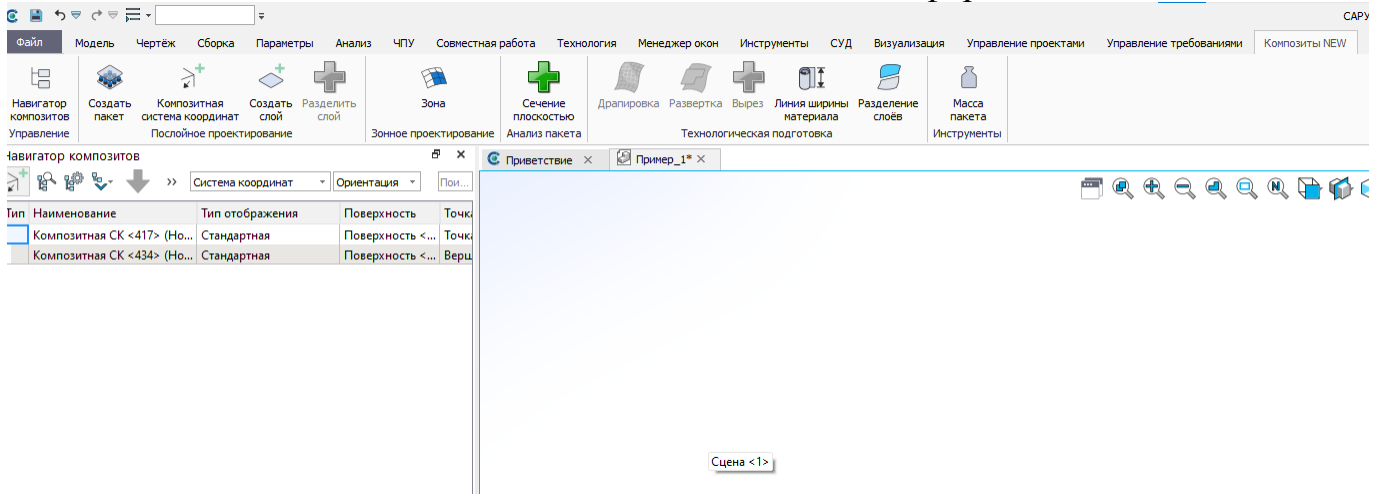 САРУ
Файл Модель Чертёж Сборка Параметры Анализ ЧПУ Совместная работа Технология Менеджер окон Инструменты СУД Визуализация Управление проектами Управление требованиями Композиты NEW
Навигатор композитов Создать пакет Композитная система координат Создать слой Разделить слой Зона Сечение плоскостью Драпировка Развертка Вырез Линия ширины материала Разделение слоёв Масса пакета
Управление Послойное проектирование Зонное проектирование Анализ пакета Технологическая подготовка Инструменты
Навигатор композитов Приветствие Пример_1*
Система координат Ориентация Пои...
Тип Наименование Тип отображения Поверхность Точка
Композитная СК <417> (Но... Стандартная Поверхность <... Точка
Композитная СК <434> (Но... Стандартная Поверхность <... Верш
Сцена <1>